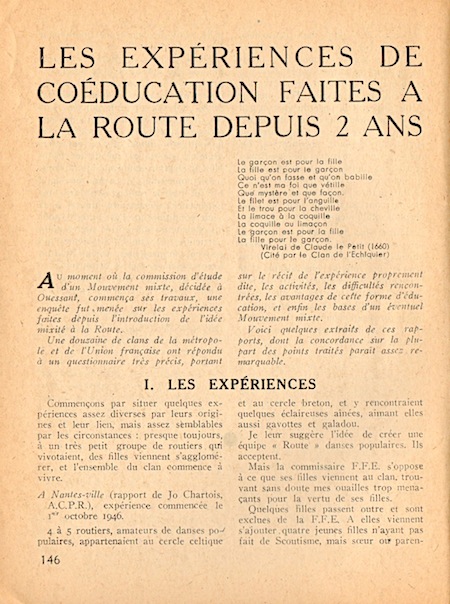 LES EXPÉRIENCES DE
COÉDUCATION FAITES A
LA ROUTE DEPUIS 2 ANS
Le garçon est pour la fille
La fille est pour le garçon
Quoi qu'on fasse et qu'on babille
Ce n'est ma foi que vétille
Que mystère et que façon.
Le filet est pour l'anguille
Et le trou pour la cheville
La limace à la coquille
La coquille au limaçon
Le garçon est pour la fille
La fille pour le garçon.
Virelai de Claude le Petit (1660)
(Cité par le Clan de l'Echiquier)
AU moment où la commission d'étude
d'un Mouvement mixte, décidée à
Ouessant, commença ses travaux, une
enquête fut menée sur les expériences
faites depuis l'introduction de l'idée
mixité à la Route.
Une douzaine de clans de la métropo-
le et de l'Union française ont répondu
à un questionnaire très précis, portant
sur le récit de l'expérience proprement
dite, les activités, les difficultés rencon-
trées, les avantages de cette forme d'édu-
cation, et enfin les bases d'un éventuel
Mouvement mixte.
Voici quelques extraits de ces rap-
ports, dont la concordance sur la plu-
part des points traités parait assez re-
marquable.
I. LES EXPÉRIENCES
Commençons par situer quelques ex-
périences assez diverses par leurs origi-
nes et leur lien, mais assez semblables
par les circonstances : presque toujours,
à un très petit groupe de routiers qui
vivotaient, des filles viennent s'agglomé-
rer, et l'ensemble du clan commence à
vivre.
A Nantes-ville (rapport de Jo Chartois,
A.C.P.R.), expérience commencée le
1er octobre 1946.
4 à 5 routiers, amateurs de danses po-
pulaires, appartenaient au cercle celtique
et au cercle breton, et y rencontraient
quelques éclaireuses aînées, aimant elles
aussi gavottes et galadou.
Je leur suggère l'idée de créer une
équipe « Route » danses populaires. Ils
acceptent.
Mais la commissaire F.F.E. s'oppose
à ce que ses filles viennent au clan, trou-
vant sans doute mes ouailles trop mena-
çants pour la vertu de ses filles.
Quelques filles passent outre et sont
exclues de la F.F.E. A elles viennent
s'ajouter quatre jeunes filles n'ayant pas
fait de Scoutisme, mais sœur ou paren-
146